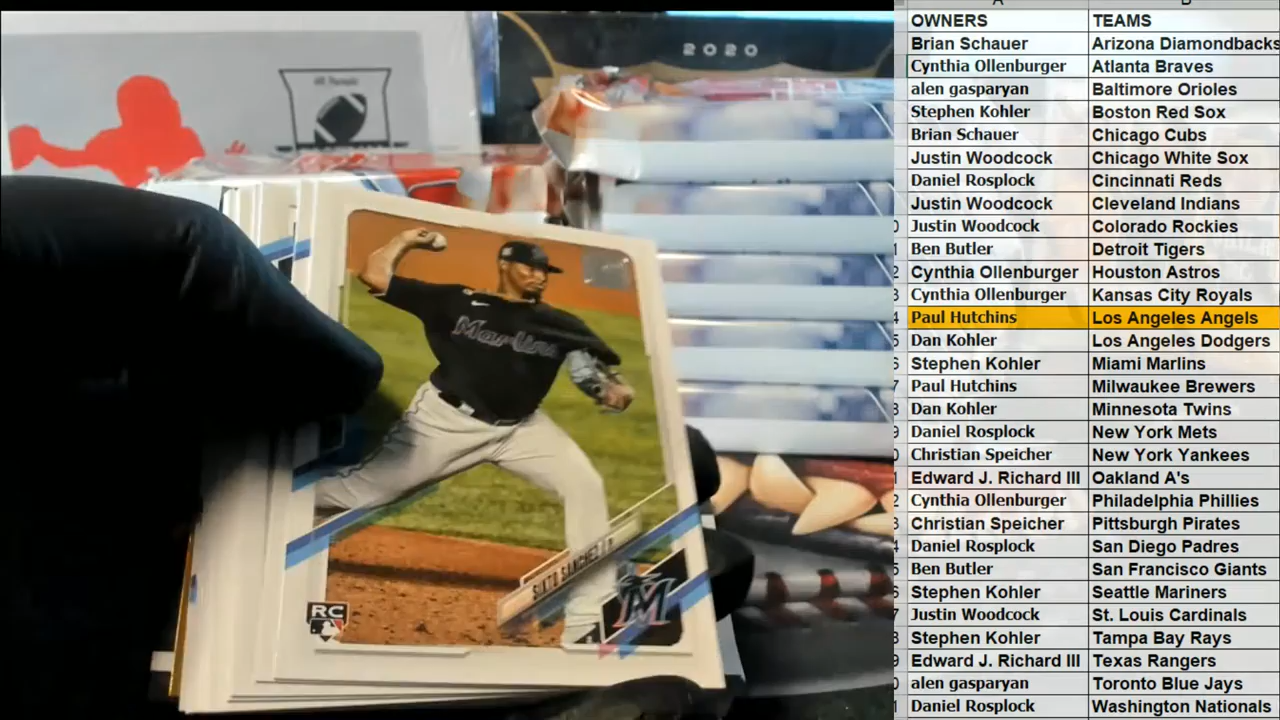 2020
Marlins
SIXTO SANCHEZ | P
RC
M
OWNERS TEAMS
Brian Schauer Arizona Diamondbacks
Cynthia Ollenburger Atlanta Braves
alen gasparyan Baltimore Orioles
Stephen Kohler Boston Red Sox
Brian Schauer Chicago Cubs
Justin Woodcock Chicago White Sox
Daniel Rosplock Cincinnati Reds
Justin Woodcock Cleveland Indians
Justin Woodcock Colorado Rockies
Ben Butler Detroit Tigers
Cynthia Ollenburger Houston Astros
Cynthia Ollenburger Kansas City Royals
Paul Hutchins Los Angeles Angels
Dan Kohler Los Angeles Dodgers
Stephen Kohler Miami Marlins
Paul Hutchins Milwaukee Brewers
Dan Kohler Minnesota Twins
Daniel Rosplock New York Mets
Christian Speicher New York Yankees
Edward J. Richard III Oakland A's
Cynthia Ollenburger Philadelphia Phillies
Christian Speicher Pittsburgh Pirates
Daniel Rosplock San Diego Padres
Ben Butler San Francisco Giants
Stephen Kohler Seattle Mariners
Justin Woodcock St. Louis Cardinals
Stephen Kohler Tampa Bay Rays
Edward J. Richard III Texas Rangers
alen gasparyan Toronto Blue Jays
Daniel Rosplock Washington Nationals